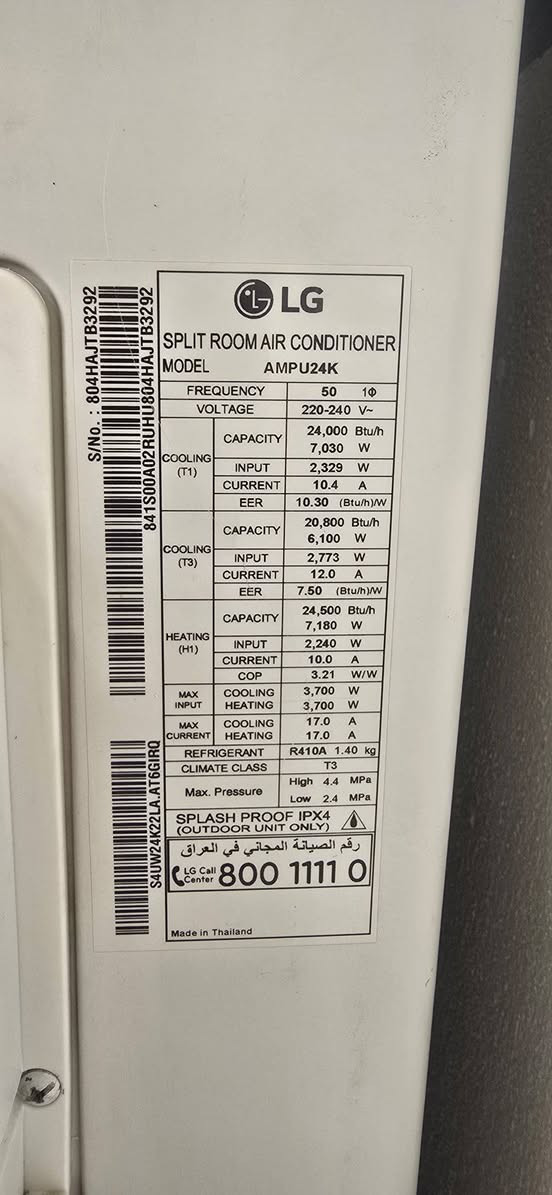 LG
SPLIT ROOM AIR CONDITIONER
MODEL AMPU24K
FREQUENCY 50 1Φ
VOLTAGE 220-240 V~
COOLING (T1) CAPACITY 24,000 Btu/h
7,030 W
INPUT 2,329 W
CURRENT 10.4 A
EER 10.30 (Btu/h)/W
COOLING (T3) CAPACITY 20,800 Btu/h
6,100 W
INPUT 2,773 W
CURRENT 12.0 A
EER 7.50 (Btu/h)/W
HEATING (H1) CAPACITY 24,500 Btu/h
7,180 W
INPUT 2,240 W
CURRENT 10.0 A
COP 3.21 W/W
MAX INPUT COOLING 3,700 W
HEATING 3,700 W
MAX CURRENT COOLING 17.0 A
HEATING 17.0 A
REFRIGERANT R410A 1.40 kg
CLIMATE CLASS T3
Max. Pressure High 4.4 MPa
Low 2.4 MPa
SPLASH PROOF IPX4
(OUTDOOR UNIT ONLY)
رقم الصيانة المجاني في العراق
LG Call Center 800 1111 0
Made in Thailand
S/No. : 804HAJTB3292
841S00A02RUHU804HAJTB3292
S4UW24K22LA.AT6GIRQ